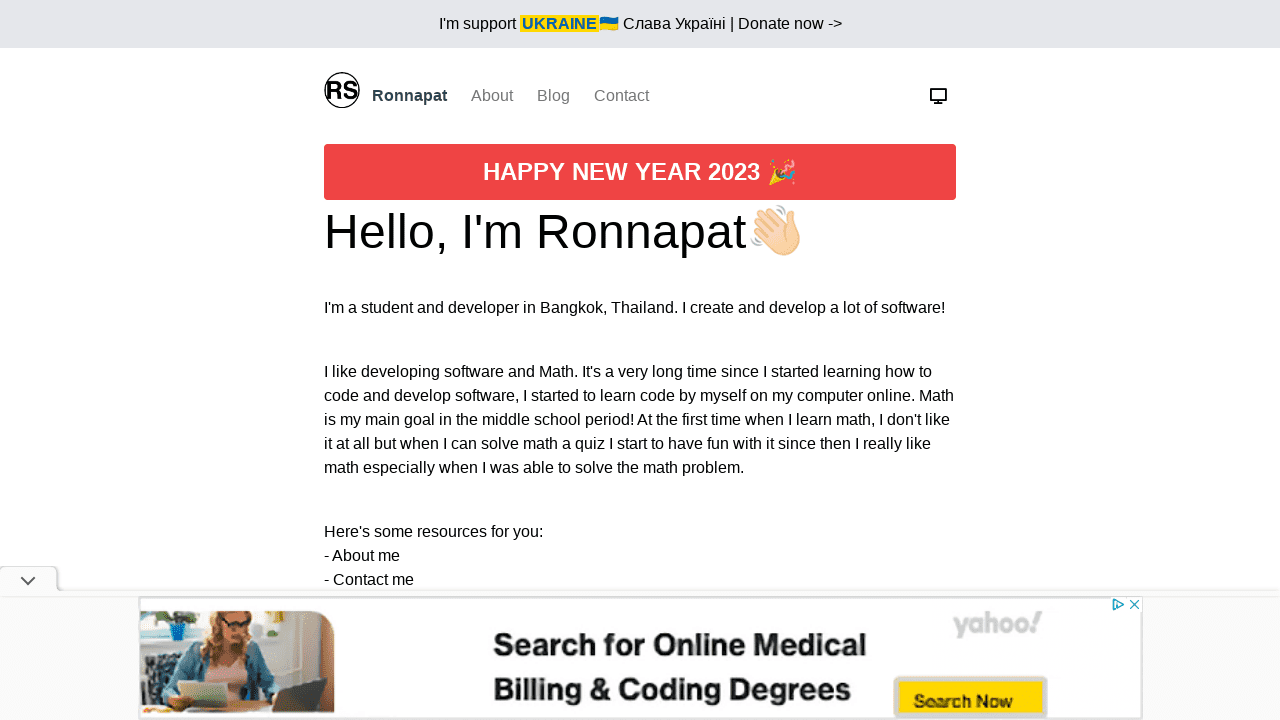 I'm support UKRAINE🇺🇦 Слава Україні | Donate now ->
RS Ronnapat About Blog Contact
HAPPY NEW YEAR 2023 🎉
Hello, I'm Ronnapat👋🏻
I'm a student and developer in Bangkok, Thailand. I create and develop a lot of software!
I like developing software and Math. It's a very long time since I started learning how to
code and develop software, I started to learn code by myself on my computer online. Math
is my main goal in the middle school period! At the first time when I learn math, I don't like
it at all but when I can solve math a quiz I start to have fun with it since then I really like
math especially when I was able to solve the math problem.
Here's some resources for you:
- About me
- Contact me
yahoo!
Search for Online Medical
Billing & Coding Degrees
Search Now